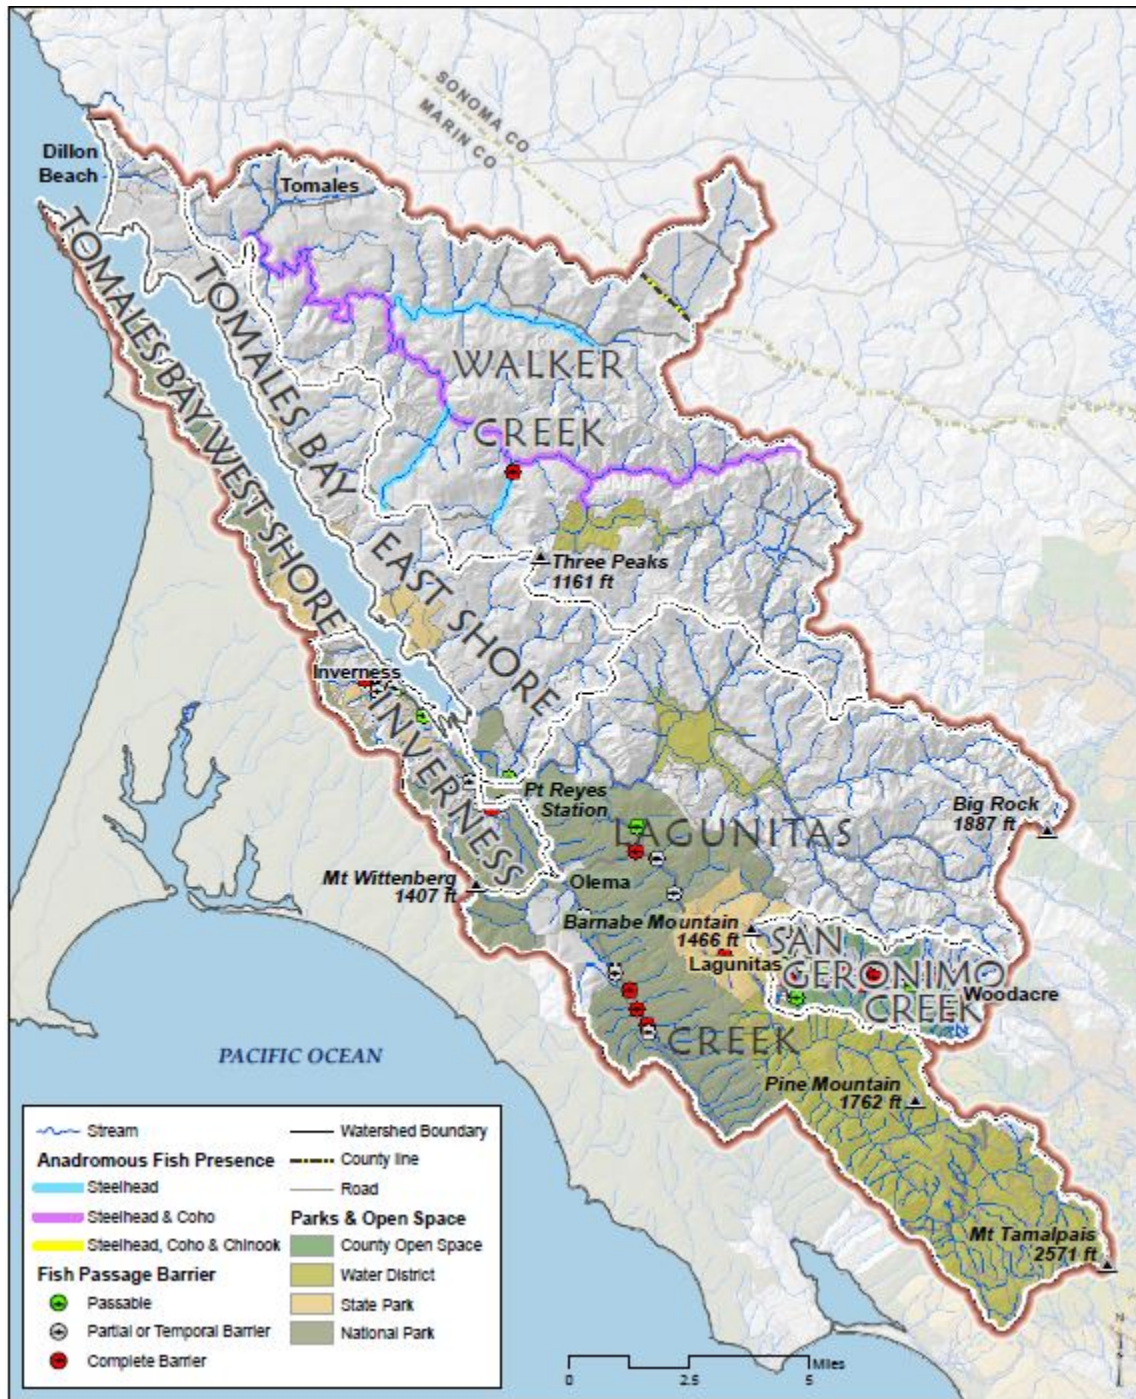 SONOMA CO
MARIN CO
Dillon
Beach
Tomales
TOMALES BAY WEST SHORE
TOMALES BAY
EAST SHORE
WALKER
CREEK
Three Peaks
1161 ft
Inverness
INVERNESS
Pt Reyes
Station
LAGUNITAS
Big Rock
1887 ft
Mt Wittenberg
1407 ft
Olema
Barnabe Mountain
1466 ft
Lagunitas
SAN
GERONIMO
CREEK
Woodacre
CREEK
PACIFIC OCEAN
Pine Mountain
1762 ft
Mt Tamalpais
2571 ft
Stream
Anadromous Fish Presence
Steelhead
Steelhead & Coho
Steelhead, Coho & Chinook
Fish Passage Barrier
Passable
Partial or Temporal Barrier
Complete Barrier
Watershed Boundary
County line
Road
Parks & Open Space
County Open Space
Water District
State Park
National Park
0 2.5 5
Miles
N